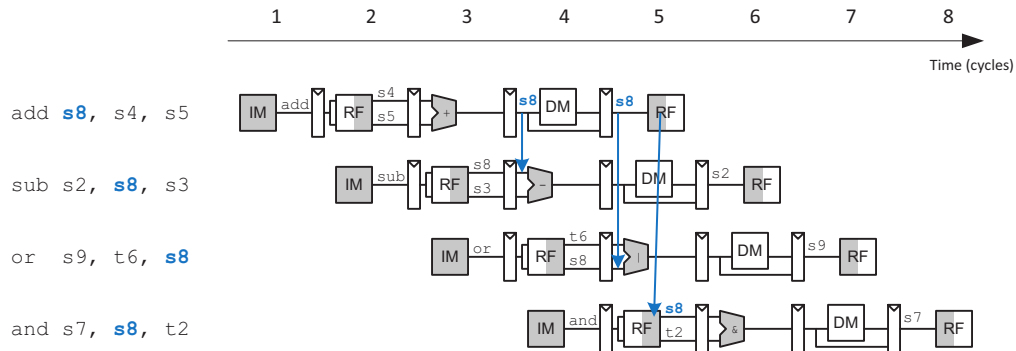 1 2 3 4 5 6 7 8
Time (cycles)
add s8, s4, s5
IM add RF s4 s5 + s8 DM s8 RF
sub s2, s8, s3
IM sub RF s8 s3 - DM s2 RF
or s9, t6, s8
IM or RF t6 s8 | DM s9 RF
and s7, s8, t2
IM and RF s8 t2 & DM s7 RF